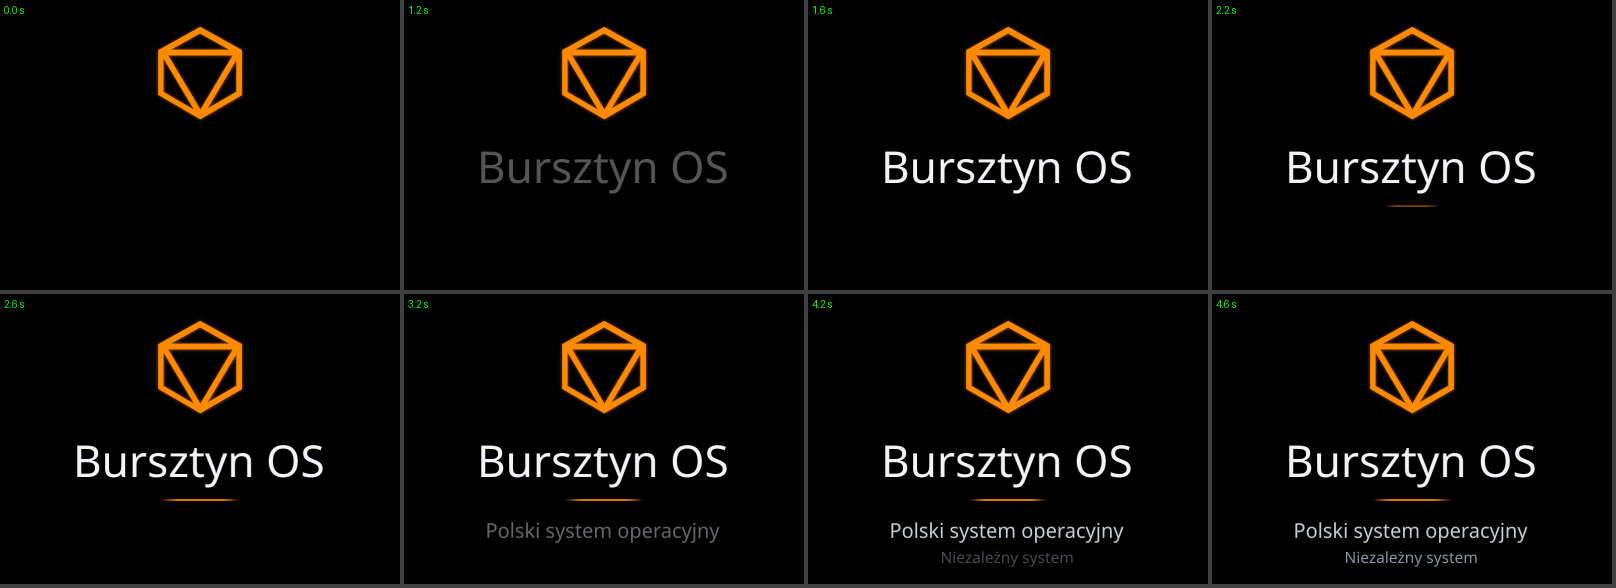 0.0s
1.2s
1.6s
2.2s
Bursztyn OS
Bursztyn OS
Bursztyn OS
2.6s
3.2s
4.2s
4.6s
Bursztyn OS
Bursztyn OS
Bursztyn OS
Bursztyn OS
Polski system operacyjny
Polski system operacyjny
Polski system operacyjny
Niezależny system
Niezależny system